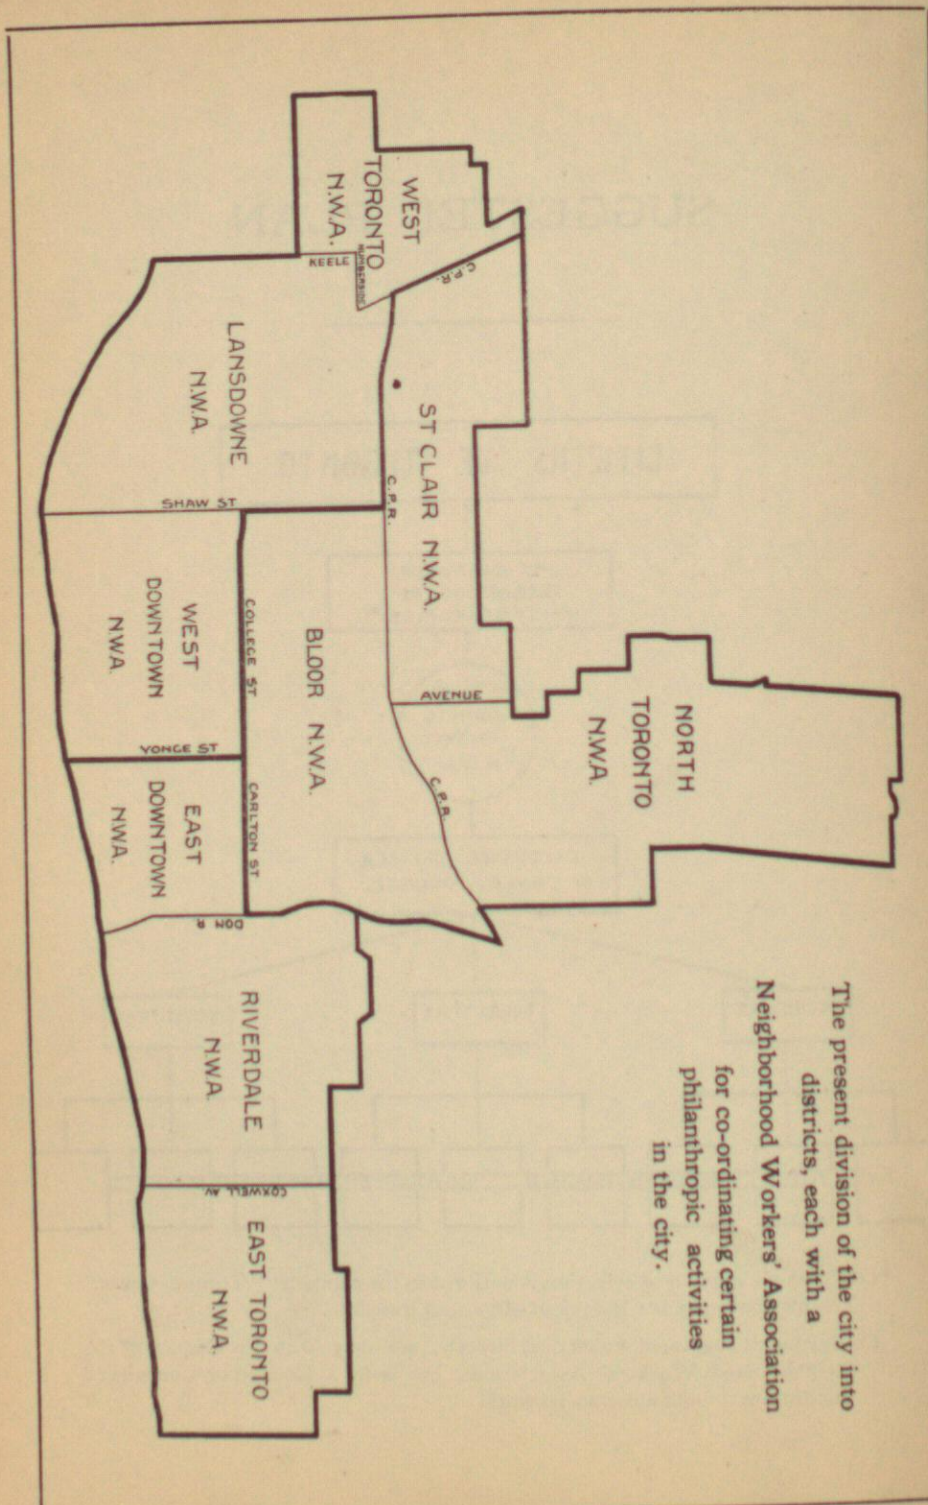 The present division of the city into
districts, each with a
Neighborhood Workers' Association
for co-ordinating certain
philanthropic activities
in the city.
NORTH
TORONTO
N.W.A.
WEST
TORONTO
N.W.A.
HUMBERSIDE
KEELE
C.P.R.
ST CLAIR N.W.A.
C.P.R.
AVENUE
C.P.R.
LANSDOWNE
N.W.A.
SHAW ST
BLOOR N.W.A.
COLLEGE ST
CARLTON ST
WEST
DOWNTOWN
N.W.A.
YONGE ST
EAST
DOWNTOWN
N.W.A.
DON R.
RIVERDALE
N.W.A.
COXWELL AV.
EAST TORONTO
N.W.A.